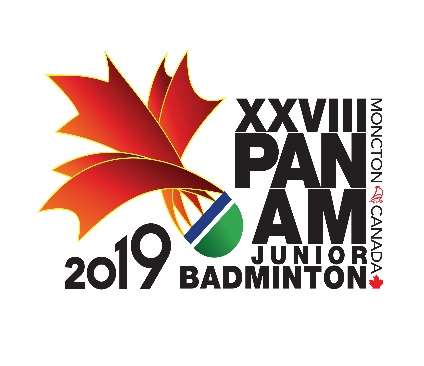 XXVIII
PAN
AM
JUNIOR
2019
BADMINTON
MONCTON CANADA